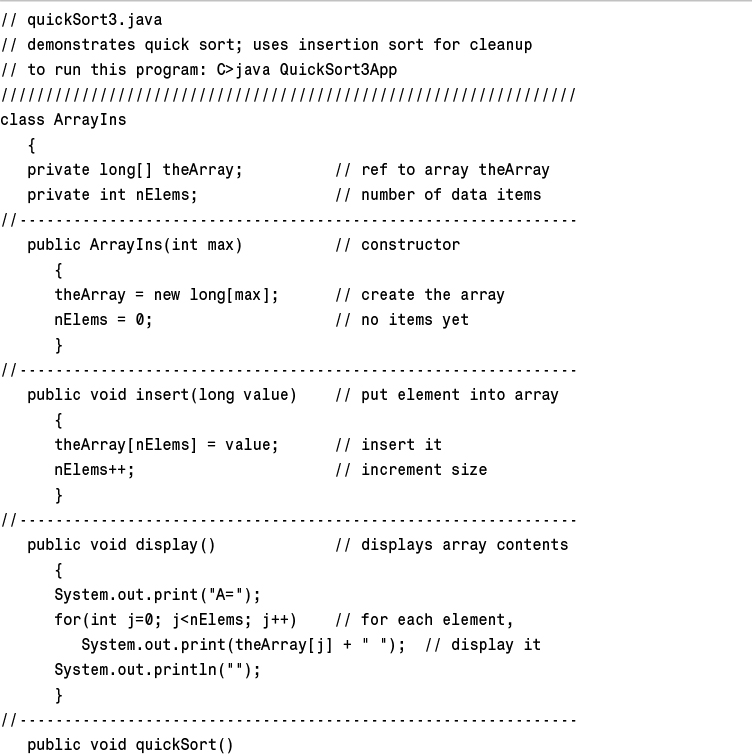 // quickSort3.java
// demonstrates quick sort; uses insertion sort for cleanup
// to run this program: C>java QuickSort3App
////////////////////////////////////////////////////////////////
class ArrayIns
   {
   private long[] theArray;          // ref to array theArray
   private int nElems;               // number of data items
//--------------------------------------------------------------
   public ArrayIns(int max)          // constructor
      {
      theArray = new long[max];      // create the array
      nElems = 0;                    // no items yet
      }
//--------------------------------------------------------------
   public void insert(long value)    // put element into array
      {
      theArray[nElems] = value;      // insert it
      nElems++;                      // increment size
      }
//--------------------------------------------------------------
   public void display()             // displays array contents
      {
      System.out.print("A=");
      for(int j=0; j<nElems; j++)    // for each element,
         System.out.print(theArray[j] + " ");  // display it
      System.out.println("");
      }
//--------------------------------------------------------------
   public void quickSort()